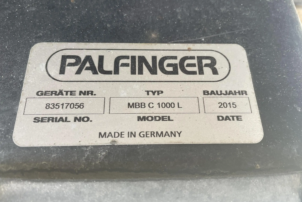 PALFINGER
GERÄTE NR. TYP BAUJAHR
83517056 MBB C 1000 L 2015
SERIAL NO. MODEL DATE
MADE IN GERMANY